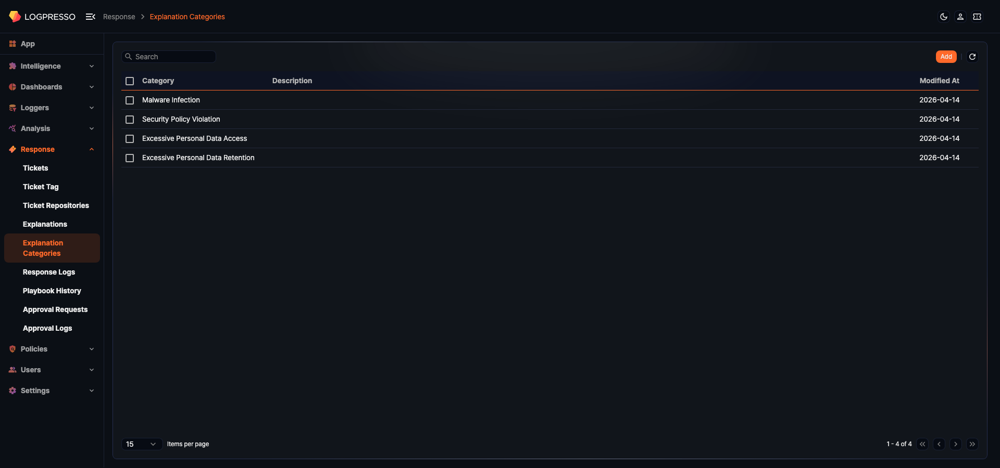 LOGPRESSO
Response > Explanation Categories
App
Intelligence
Dashboards
Loggers
Analysis
Response
Tickets
Ticket Tag
Ticket Repositories
Explanations
Explanation
Categories
Response Logs
Playbook History
Approval Requests
Approval Logs
Policies
Users
Settings
Search
Add
Category Description Modified At
Malware Infection 2026-04-14
Security Policy Violation 2026-04-14
Excessive Personal Data Access 2026-04-14
Excessive Personal Data Retention 2026-04-14
15 Items per page
1 - 4 of 4